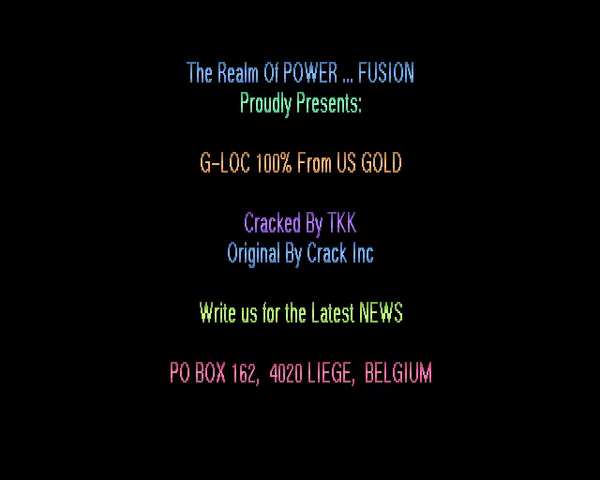 The Realm Of POWER ... FUSION
Proudly Presents:
G-LOC 100% From US GOLD
Cracked By TKK
Original By Crack Inc
Write us for the Latest NEWS
PO BOX 162, 4020 LIEGE, BELGIUM